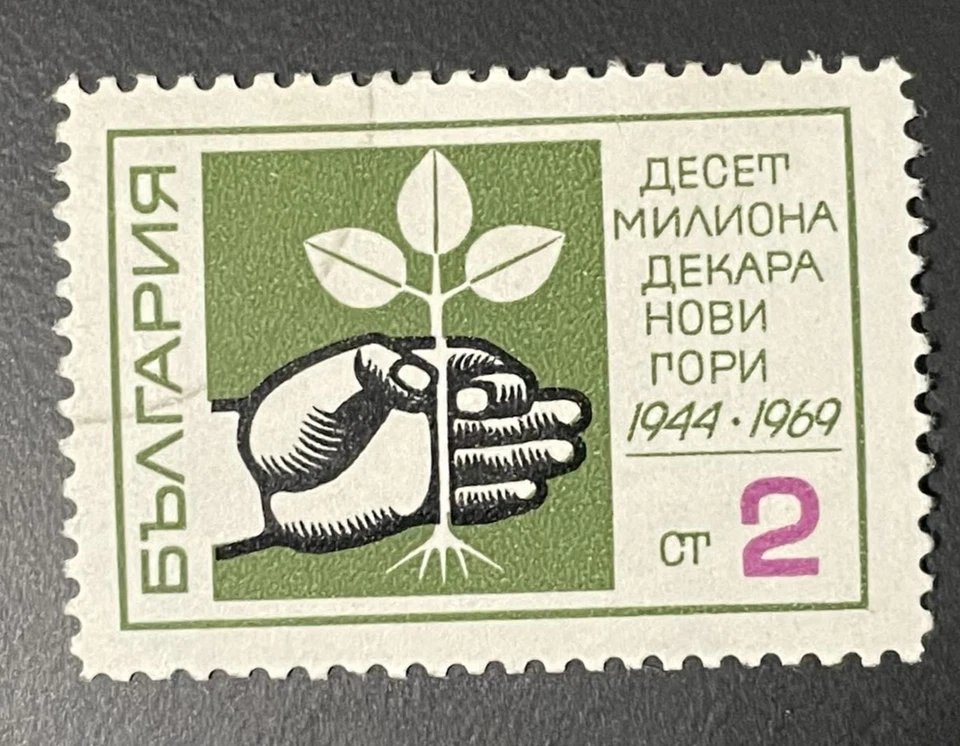 БЪЛГАРИЯ
ДЕСЕТ
МИЛИОНА
ДЕКАРА
НОВИ
ГОРИ
1944 · 1969
СТ 2